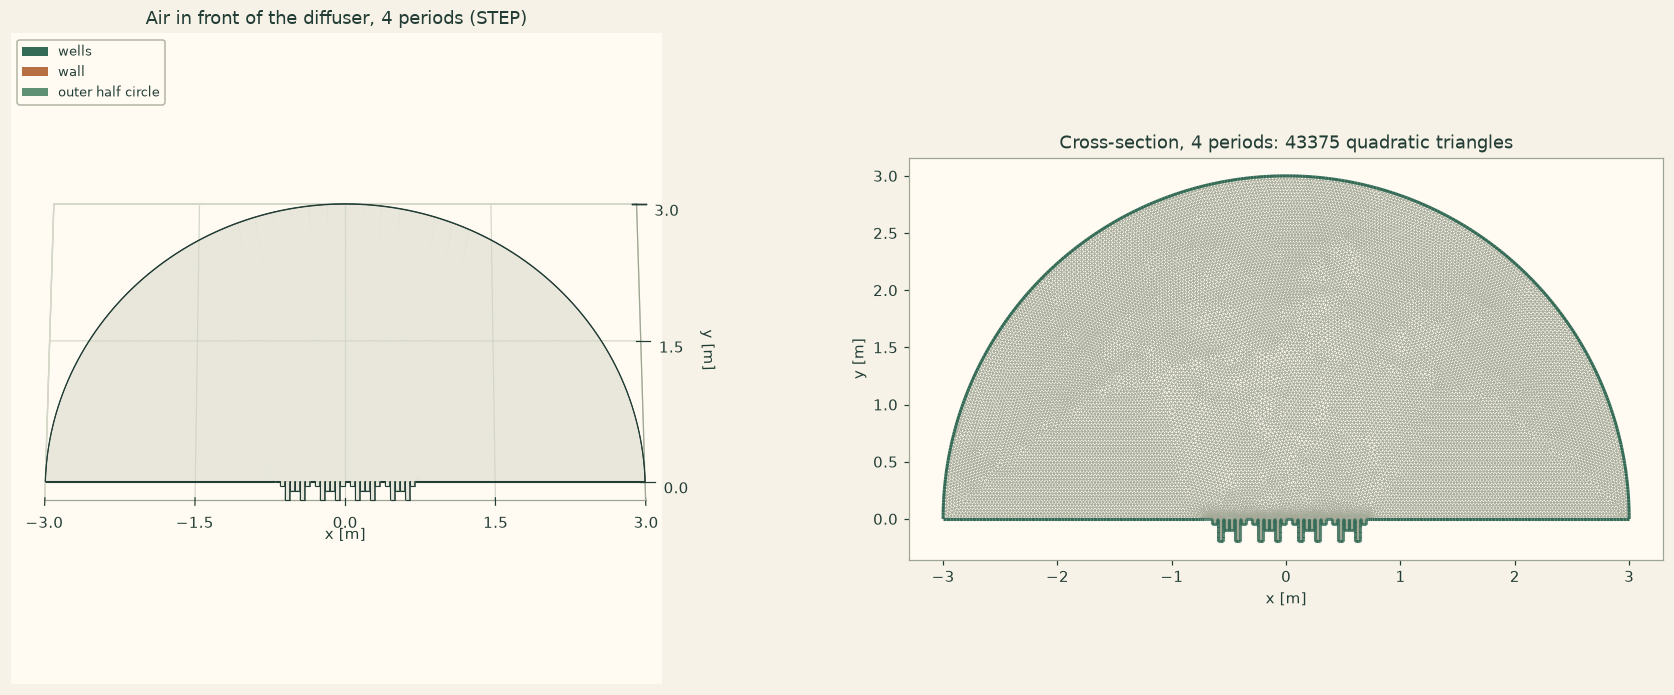 Air in front of the diffuser, 4 periods (STEP)
wells
wall
outer half circle
3.0
1.5
0.0
y [m]
−3.0
−1.5
0.0
1.5
3.0
x [m]
Cross-section, 4 periods: 43375 quadratic triangles
3.0
2.5
2.0
1.5
1.0
0.5
0.0
y [m]
−3
−2
−1
0
1
2
3
x [m]